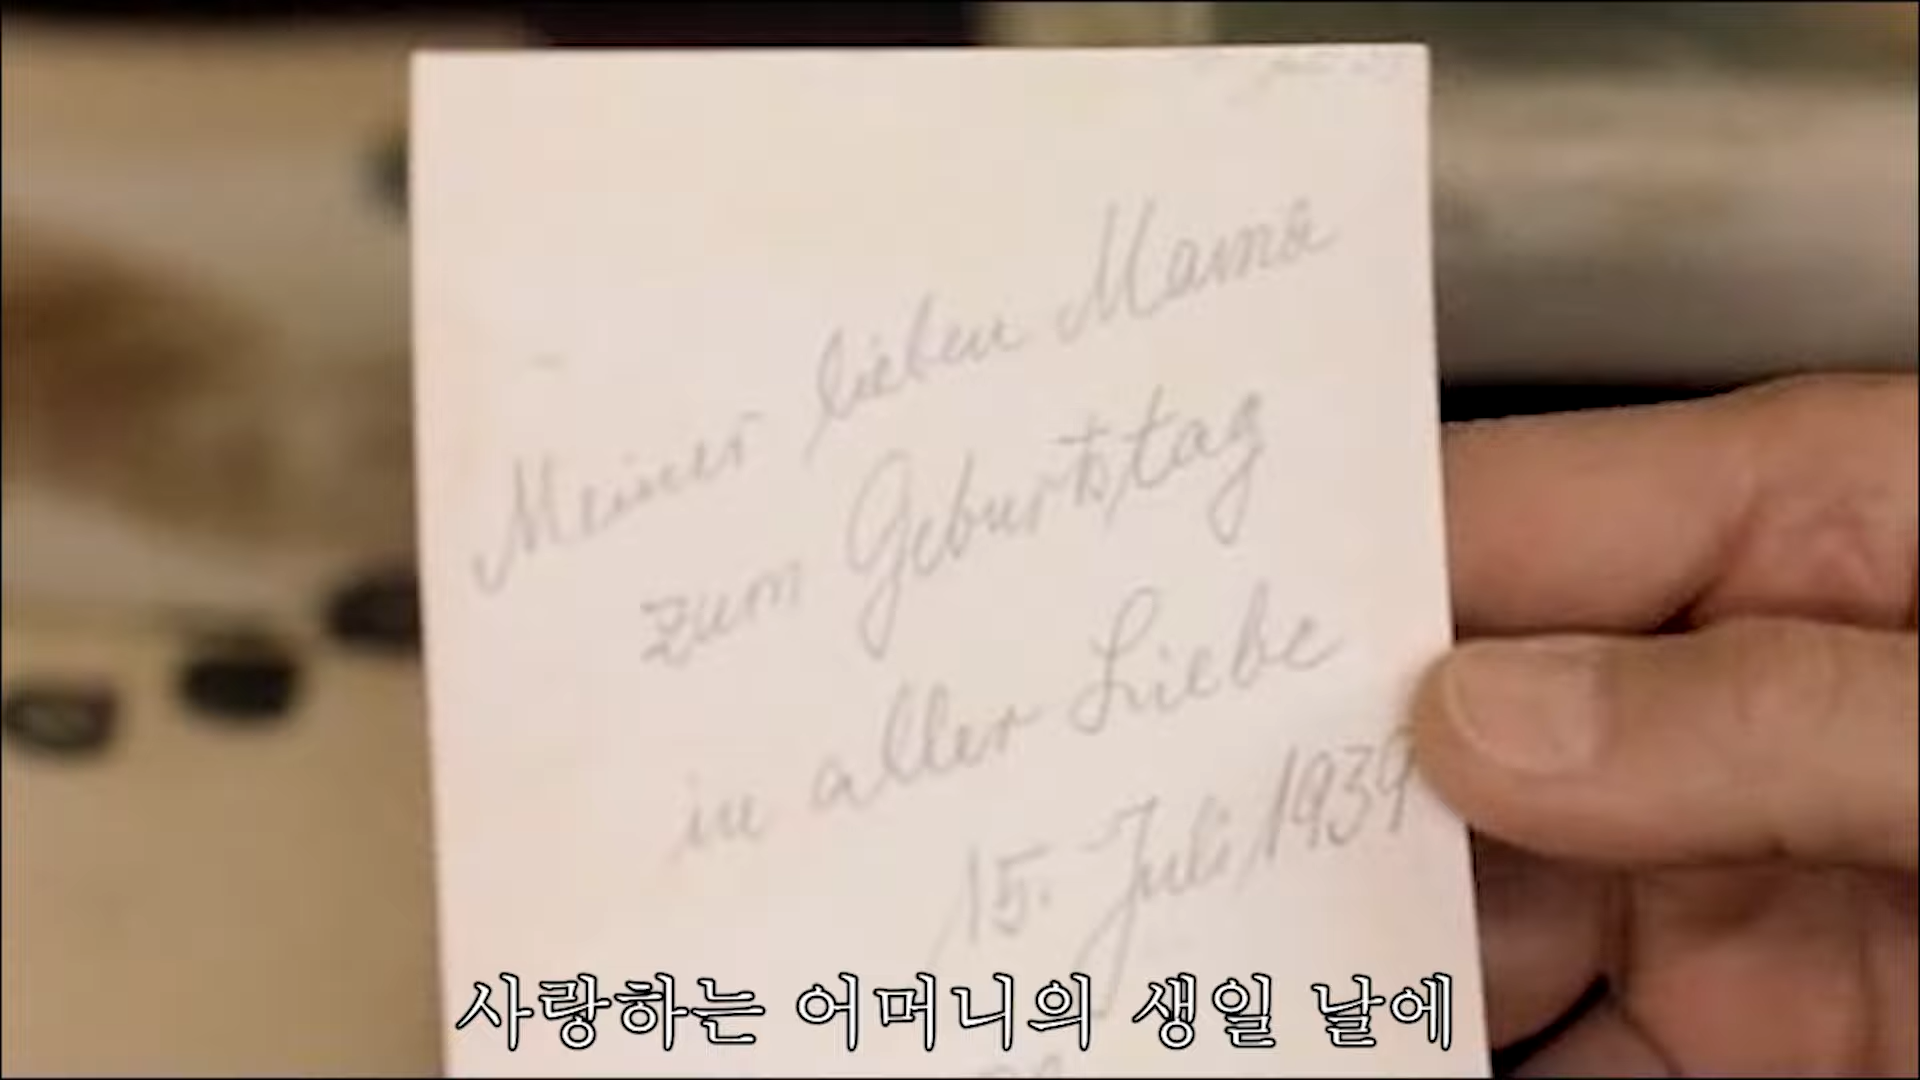 Meiner lieben Mama
zum Geburtstag
in aller Liebe
15. Juli 1939
사랑하는 어머니의 생일 날에